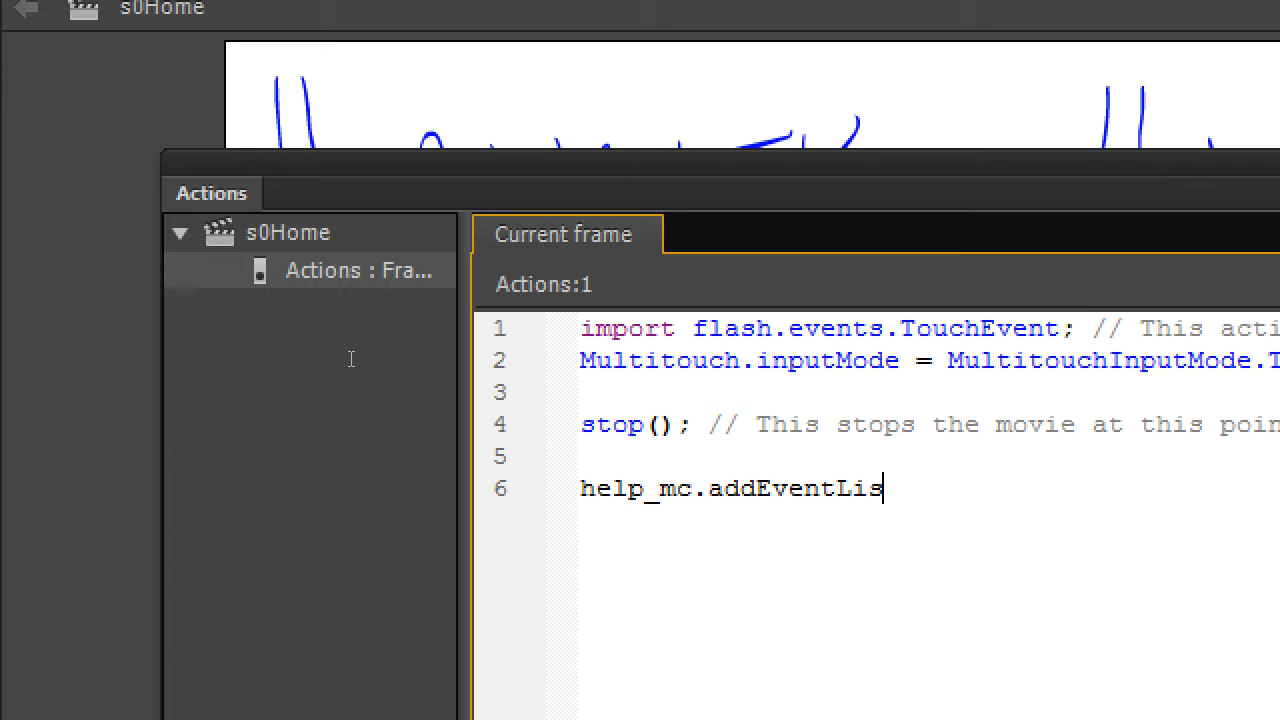 s0Home
Actions
s0Home
Actions : Fra...
Current frame
Actions:1
1 import flash.events.TouchEvent; // This acti
2 Multitouch.inputMode = MultitouchInputMode.T
3
4 stop(); // This stops the movie at this poin
5
6 help_mc.addEventLis